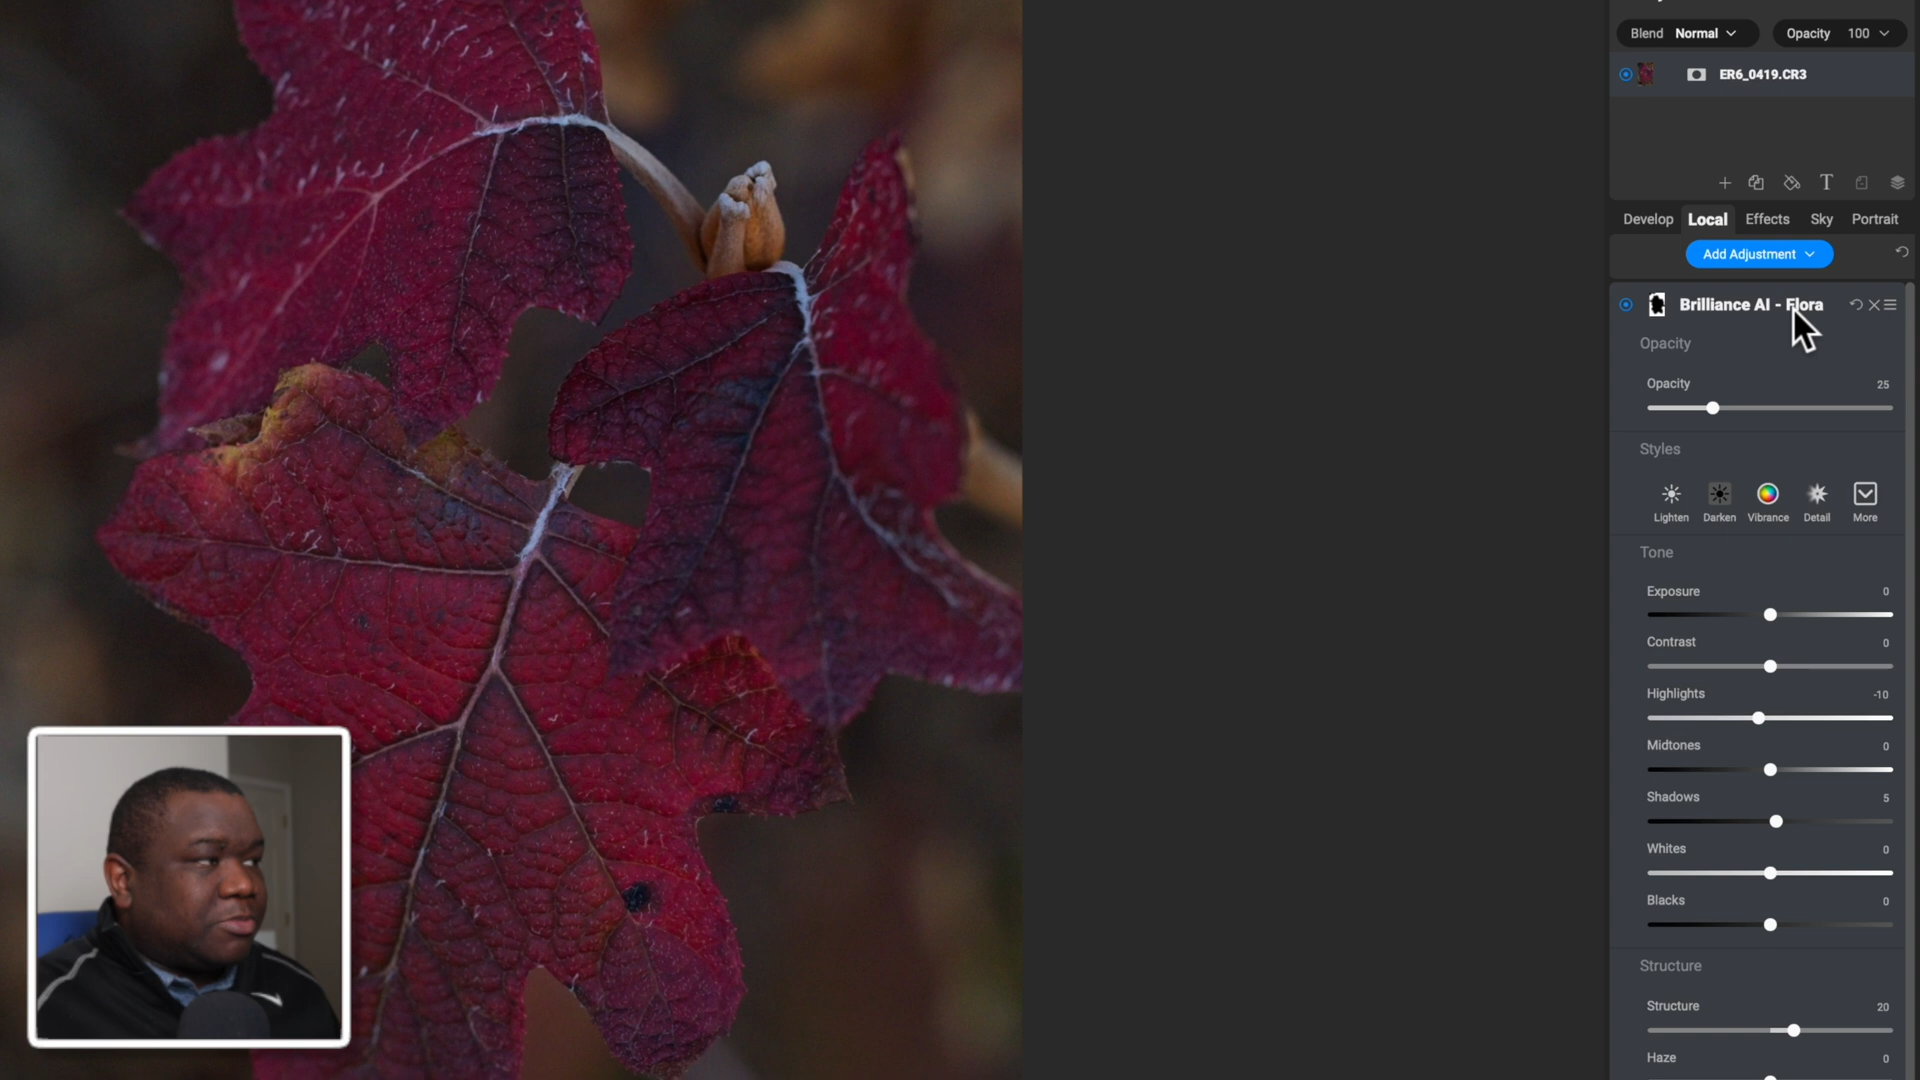 Blend Normal Opacity 100
ER6_0419.CR3
T
Develop Local Effects Sky Portrait
Add Adjustment
Brilliance AI - Flora
Opacity
Opacity 25
Styles
Lighten Darken Vibrance Detail More
Tone
Exposure 0
Contrast 0
Highlights -10
Midtones 0
Shadows 5
Whites 0
Blacks 0
Structure
Structure 20
Haze 0